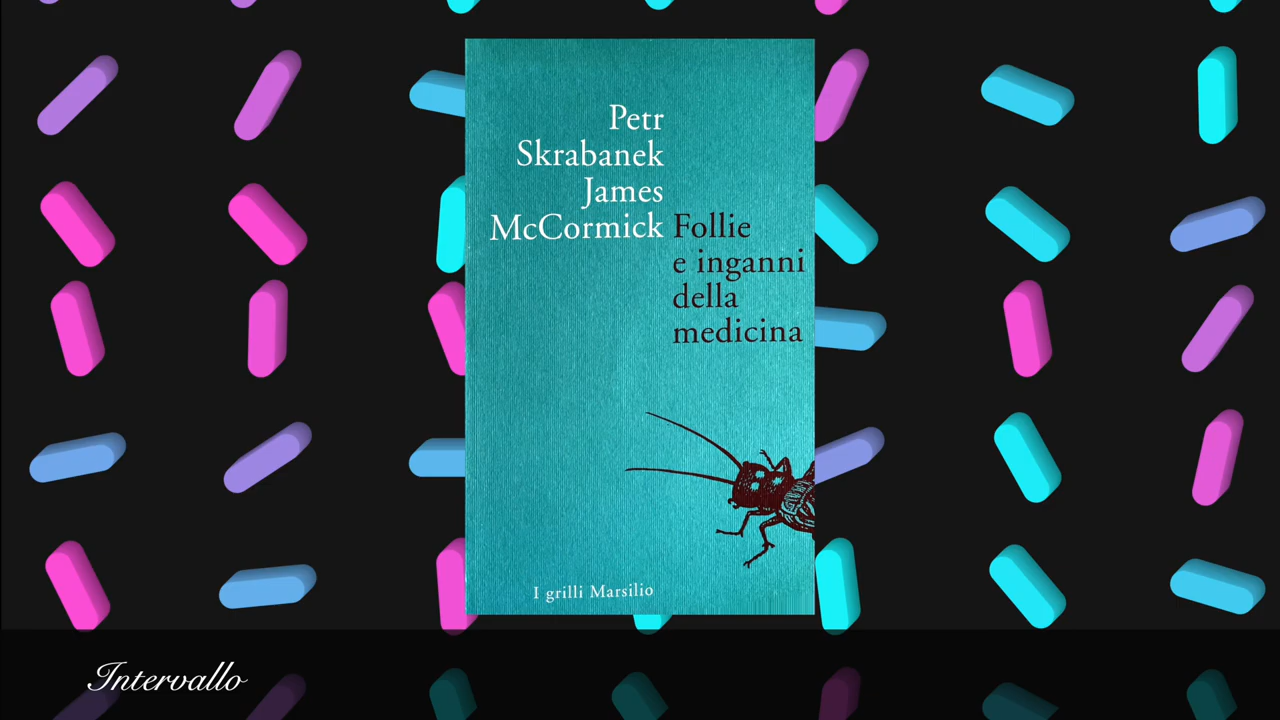 Petr
Skrabanek
James
McCormick
Follie
e inganni
della
medicina
I grilli Marsilio
Intervallo